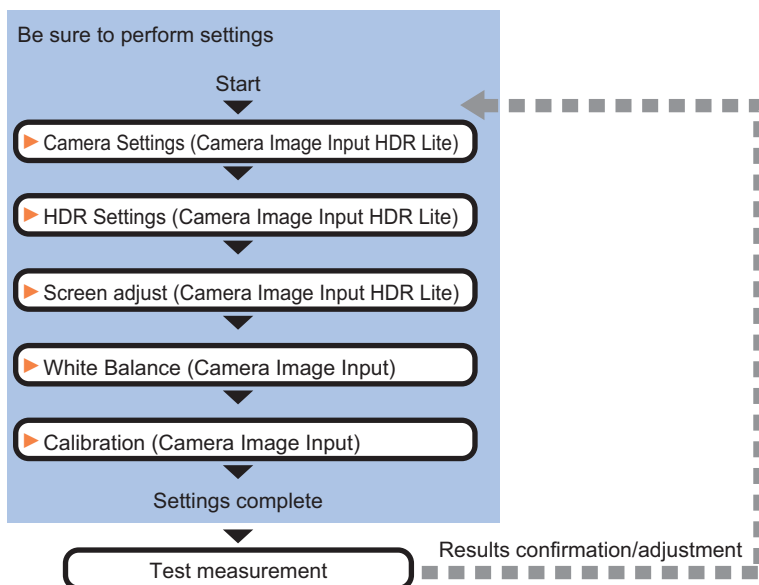 Be sure to perform settings
Start
Camera Settings (Camera Image Input HDR Lite)
HDR Settings (Camera Image Input HDR Lite)
Screen adjust (Camera Image Input HDR Lite)
White Balance (Camera Image Input)
Calibration (Camera Image Input)
Settings complete
Results confirmation/adjustment
Test measurement